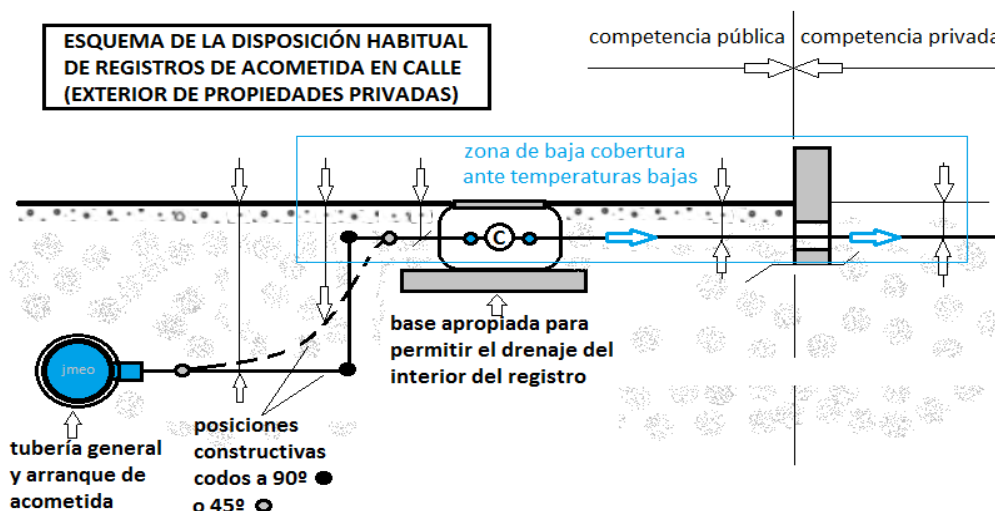 ESQUEMA DE LA DISPOSICIÓN HABITUAL
DE REGISTROS DE ACOMETIDA EN CALLE
(EXTERIOR DE PROPIEDADES PRIVADAS)
competencia pública
competencia privada
zona de baja cobertura
ante temperaturas bajas
C
base apropiada para
permitir el drenaje del
interior del registro
jmeo
tubería general
y arranque de
acometida
posiciones
constructivas
codos a 90º
o 45º